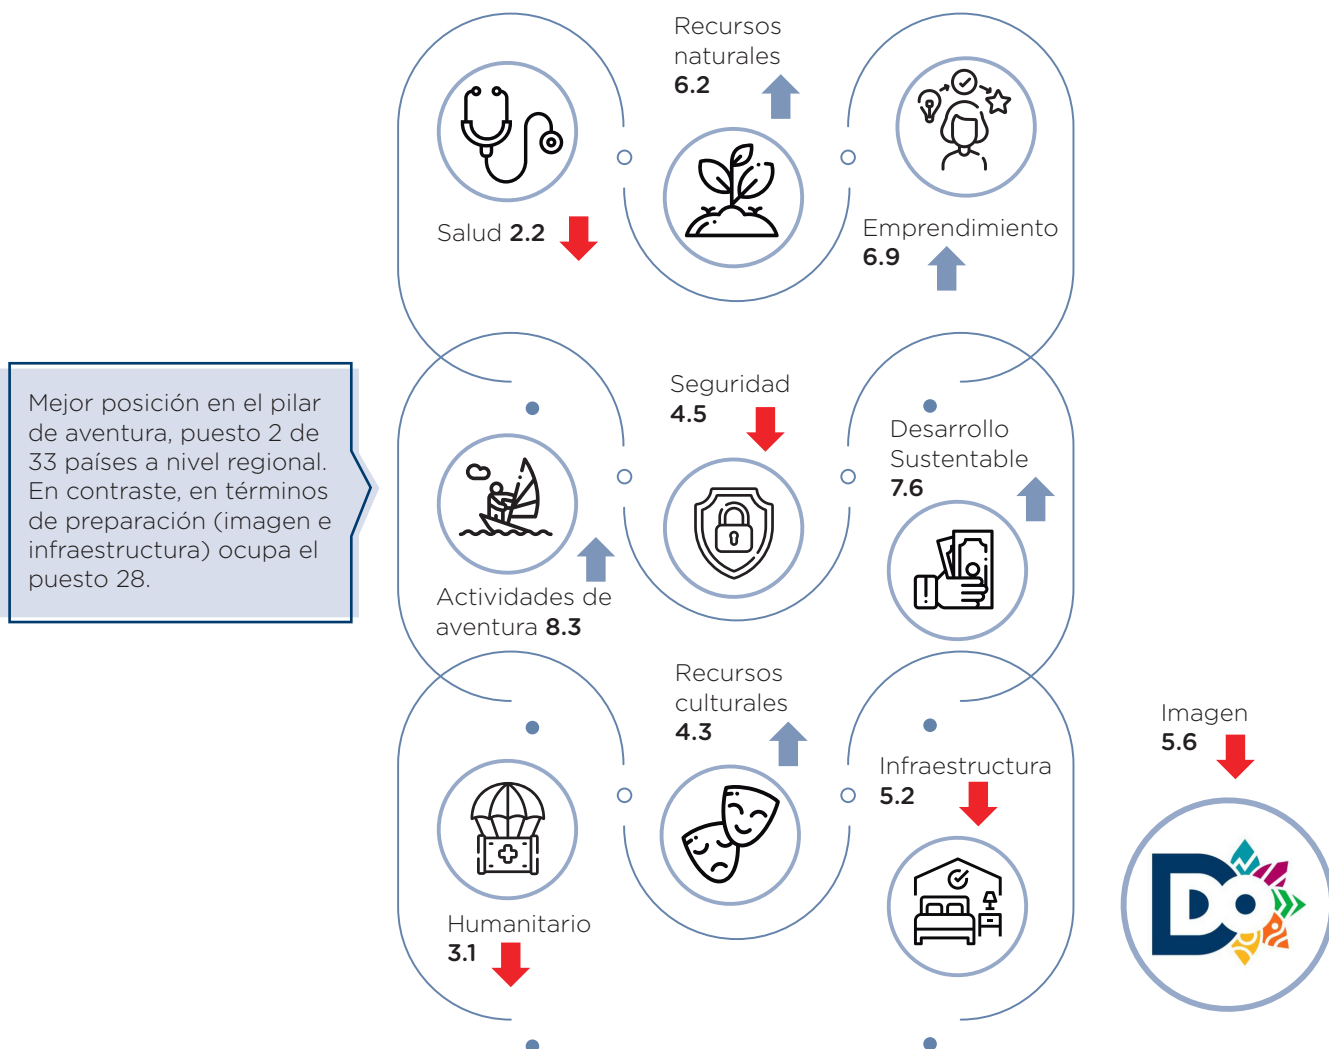 Recursos
naturales
6.2
Salud 2.2
Emprendimiento
6.9
Mejor posición en el pilar
de aventura, puesto 2 de
33 países a nivel regional.
En contraste, en términos
de preparación (imagen e
infraestructura) ocupa el
puesto 28.
Seguridad
4.5
Desarrollo
Sustentable
7.6
Actividades de
aventura 8.3
Recursos
culturales
4.3
Infraestructura
5.2
Imagen
5.6
Humanitario
3.1
DO